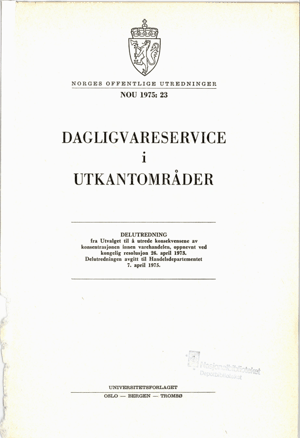 NORGES OFFENTLIGE UTREDNINGER
NOU 1975: 23
DAGLIGVARESERVICE
i
UTKANTOMRÅDER
DELUTREDNING
fra Utvalget til å utrede konsekvensene av
konsentrasjonen innen varehandelen, oppnevnt ved
kongelig resolusjon 26. april 1973.
Delutredningen avgitt til Handelsdepartementet
7. april 1975.
UNIVERSITETSFORLAGET
OSLO — BERGEN — TROMSØ